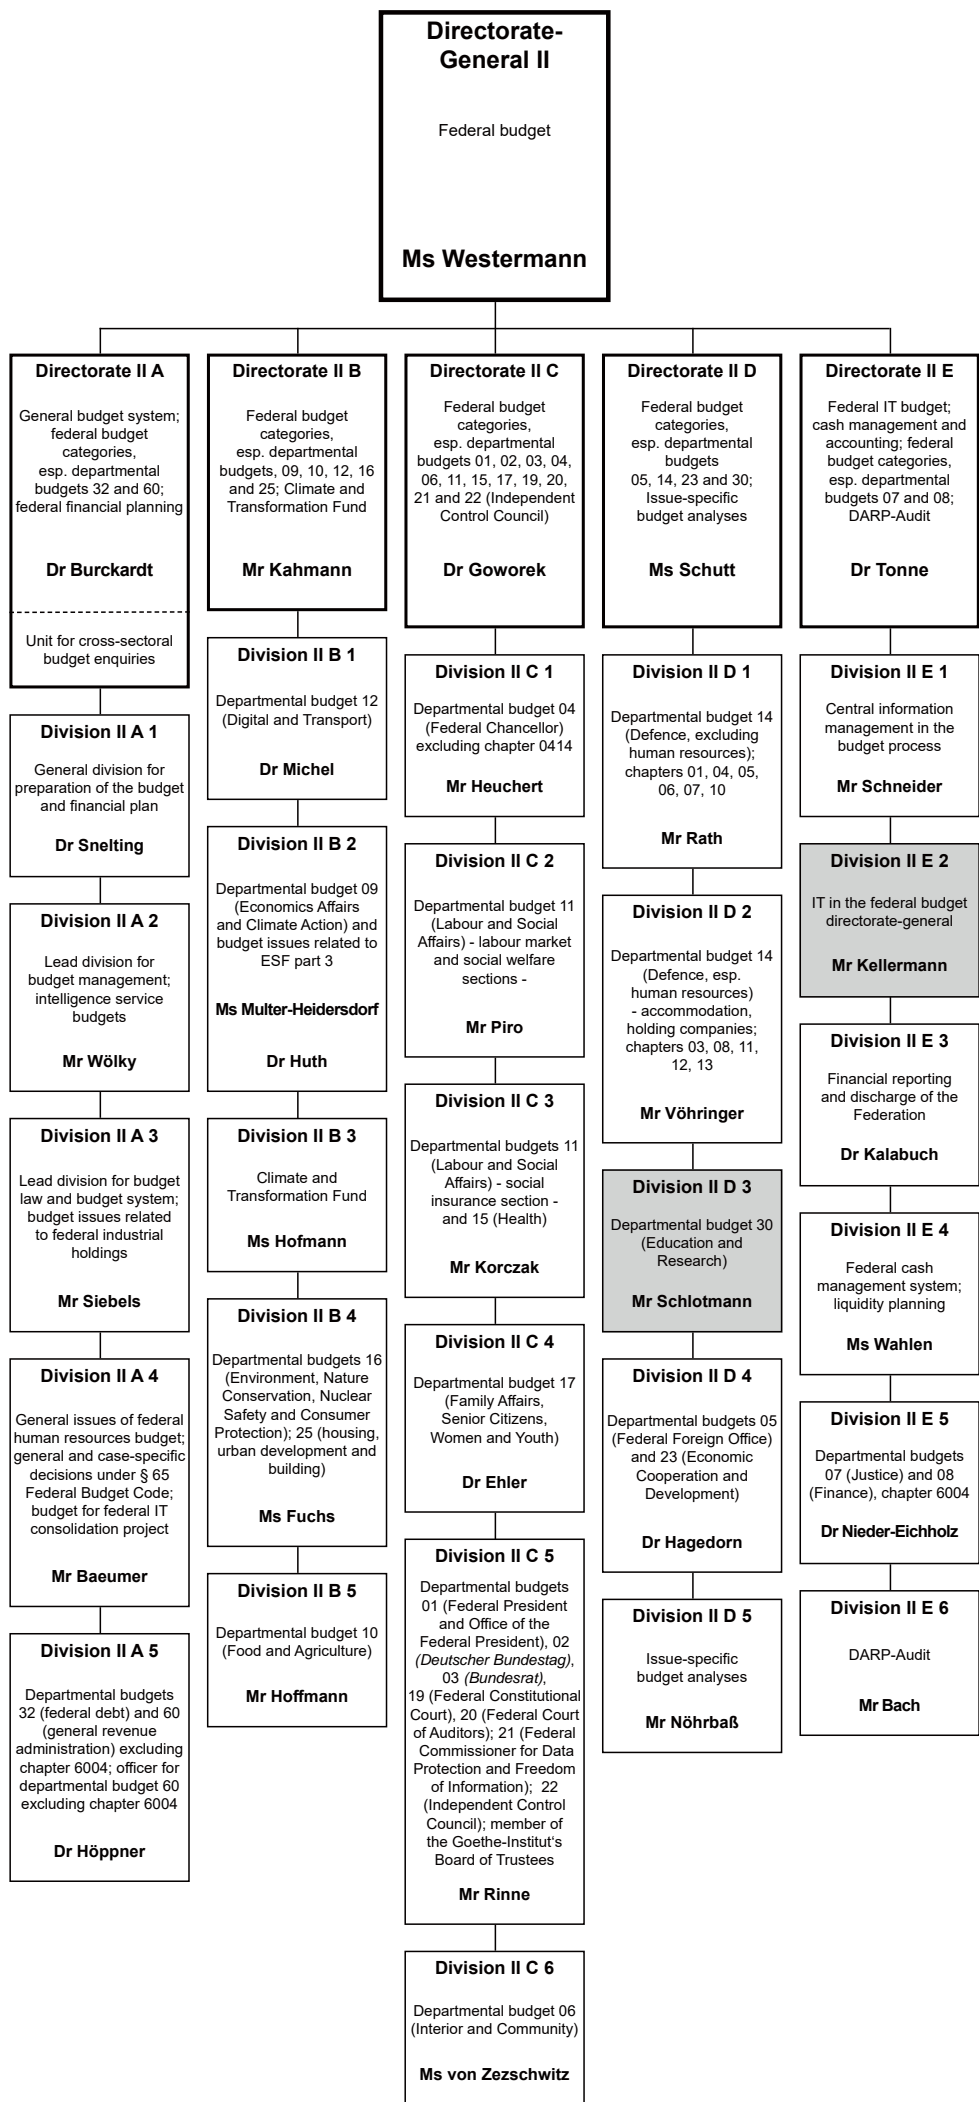 Directorate-
General II
Federal budget
Ms Westermann
Directorate II A
General budget system;
federal budget
categories,
esp. departmental
budgets 32 and 60;
federal financial planning
Dr Burckardt
Unit for cross-sectoral
budget enquiries
Division II A 1
General division for
preparation of the budget
and financial plan
Dr Snelting
Division II A 2
Lead division for
budget management;
intelligence service
budgets
Mr Wölky
Division II A 3
Lead division for budget
law and budget system;
budget issues related
to federal industrial
holdings
Mr Siebels
Division II A 4
General issues of federal
human resources budget;
general and case-specific
decisions under § 65
Federal Budget Code;
budget for federal IT
consolidation project
Mr Baeumer
Division II A 5
Departmental budgets
32 (federal debt) and 60
(general revenue
administration) excluding
chapter 6004; officer for
departmental budget 60
excluding chapter 6004
Dr Höppner
Directorate II B
Federal budget
categories,
esp. departmental
budgets, 09, 10, 12, 16
and 25; Climate and
Transformation Fund
Mr Kahmann
Division II B 1
Departmental budget 12
(Digital and Transport)
Dr Michel
Division II B 2
Departmental budget 09
(Economics Affairs
and Climate Action) and
budget issues related to
ESF part 3
Ms Multer-Heidersdorf
Dr Huth
Division II B 3
Climate and
Transformation Fund
Ms Hofmann
Division II B 4
Departmental budgets 16
(Environment, Nature
Conservation, Nuclear
Safety and Consumer
Protection); 25 (housing,
urban development and
building)
Ms Fuchs
Division II B 5
Departmental budget 10
(Food and Agriculture)
Mr Hoffmann
Directorate II C
Federal budget
categories,
esp. departmental
budgets 01, 02, 03, 04,
06, 11, 15, 17, 19, 20,
21 and 22 (Independent
Control Council)
Dr Goworek
Division II C 1
Departmental budget 04
(Federal Chancellor)
excluding chapter 0414
Mr Heuchert
Division II C 2
Departmental budget 11
(Labour and Social
Affairs) - labour market
and social welfare
sections -
Mr Piro
Division II C 3
Departmental budgets 11
(Labour and Social
Affairs) - social
insurance section -
and 15 (Health)
Mr Korczak
Division II C 4
Departmental budget 17
(Family Affairs,
Senior Citizens,
Women and Youth)
Dr Ehler
Division II C 5
Departmental budgets
01 (Federal President
and Office of the
Federal President), 02
(Deutscher Bundestag),
03 (Bundesrat),
19 (Federal Constitutional
Court), 20 (Federal Court
of Auditors); 21 (Federal
Commissioner for Data
Protection and Freedom
of Information); 22
(Independent Control
Council); member of
the Goethe-Institut‘s
Board of Trustees
Mr Rinne
Division II C 6
Departmental budget 06
(Interior and Community)
Ms von Zezschwitz
Directorate II D
Federal budget
categories,
esp. departmental
budgets
05, 14, 23 and 30;
Issue-specific
budget analyses
Ms Schutt
Division II D 1
Departmental budget 14
(Defence, excluding
human resources);
chapters 01, 04, 05,
06, 07, 10
Mr Rath
Division II D 2
Departmental budget 14
(Defence, esp.
human resources)
- accommodation,
holding companies;
chapters 03, 08, 11,
12, 13
Mr Vöhringer
Division II D 3
Departmental budget 30
(Education and
Research)
Mr Schlotmann
Division II D 4
Departmental budgets 05
(Federal Foreign Office)
and 23 (Economic
Cooperation and
Development)
Dr Hagedorn
Division II D 5
Issue-specific
budget analyses
Mr Nöhrbaß
Directorate II E
Federal IT budget;
cash management and
accounting; federal
budget categories,
esp. departmental
budgets 07 and 08;
DARP-Audit
Dr Tonne
Division II E 1
Central information
management in the
budget process
Mr Schneider
Division II E 2
IT in the federal budget
directorate-general
Mr Kellermann
Division II E 3
Financial reporting
and discharge of the
Federation
Dr Kalabuch
Division II E 4
Federal cash
management system;
liquidity planning
Ms Wahlen
Division II E 5
Departmental budgets
07 (Justice) and 08
(Finance), chapter 6004
Dr Nieder-Eichholz
Division II E 6
DARP-Audit
Mr Bach